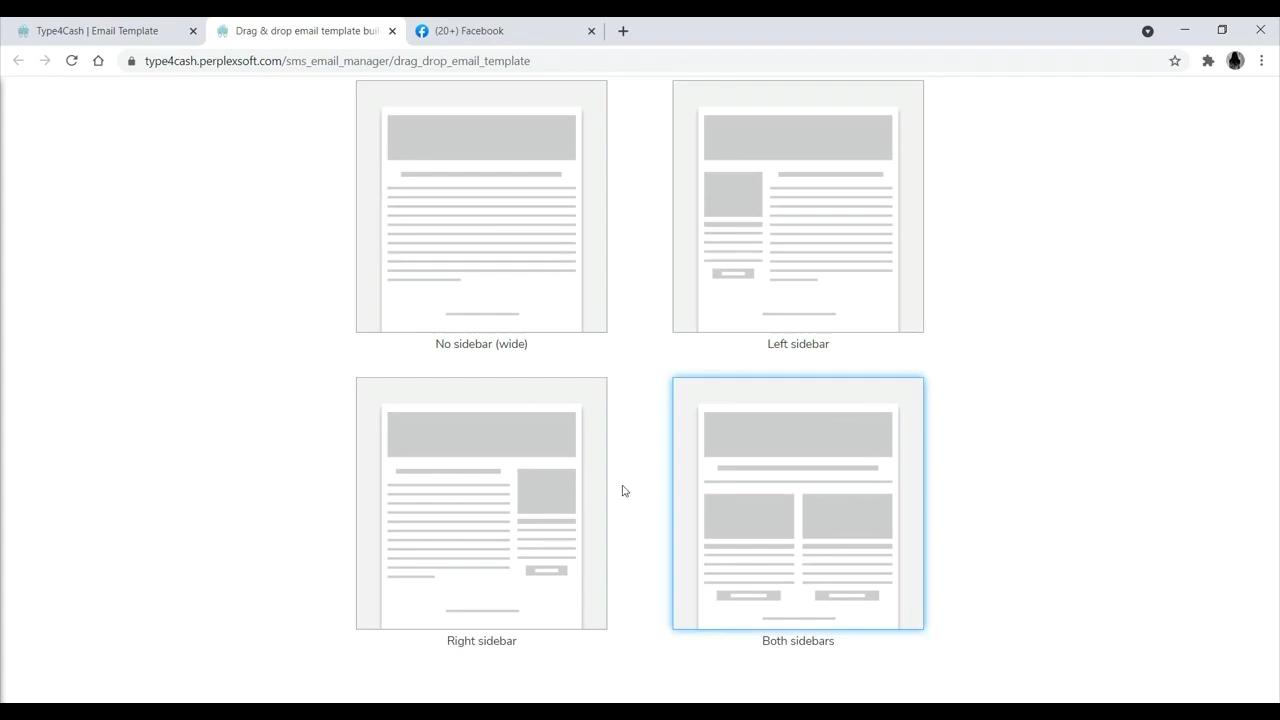 Type4Cash | Email Template
Drag & drop email template buil
(20+) Facebook
type4cash.perplexsoft.com/sms_email_manager/drag_drop_email_template
No sidebar (wide)
Left sidebar
Right sidebar
Both sidebars